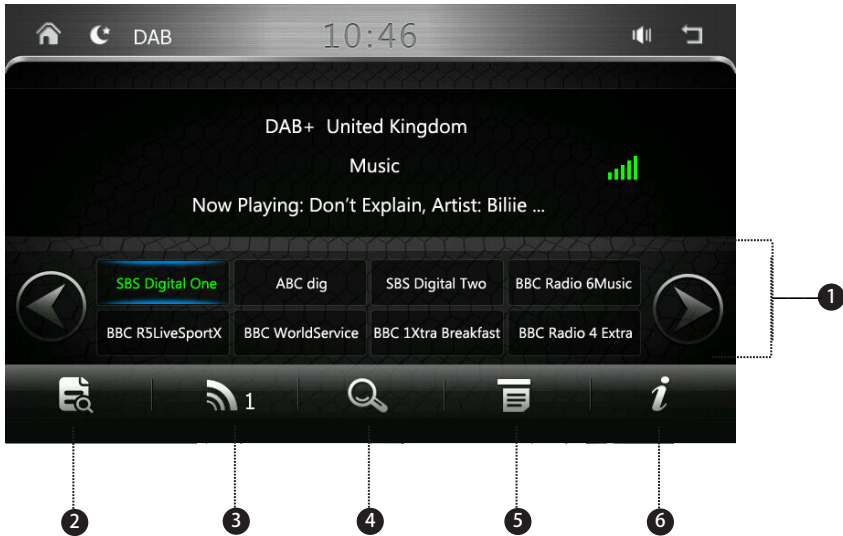 DAB 10:46
DAB+ United Kingdom
Music
Now Playing: Don't Explain, Artist: Biliie ...
SBS Digital One ABC dig SBS Digital Two BBC Radio 6Music
BBC R5LiveSportX BBC WorldService BBC 1Xtra Breakfast BBC Radio 4 Extra
1
1
i
2 3 4 5 6